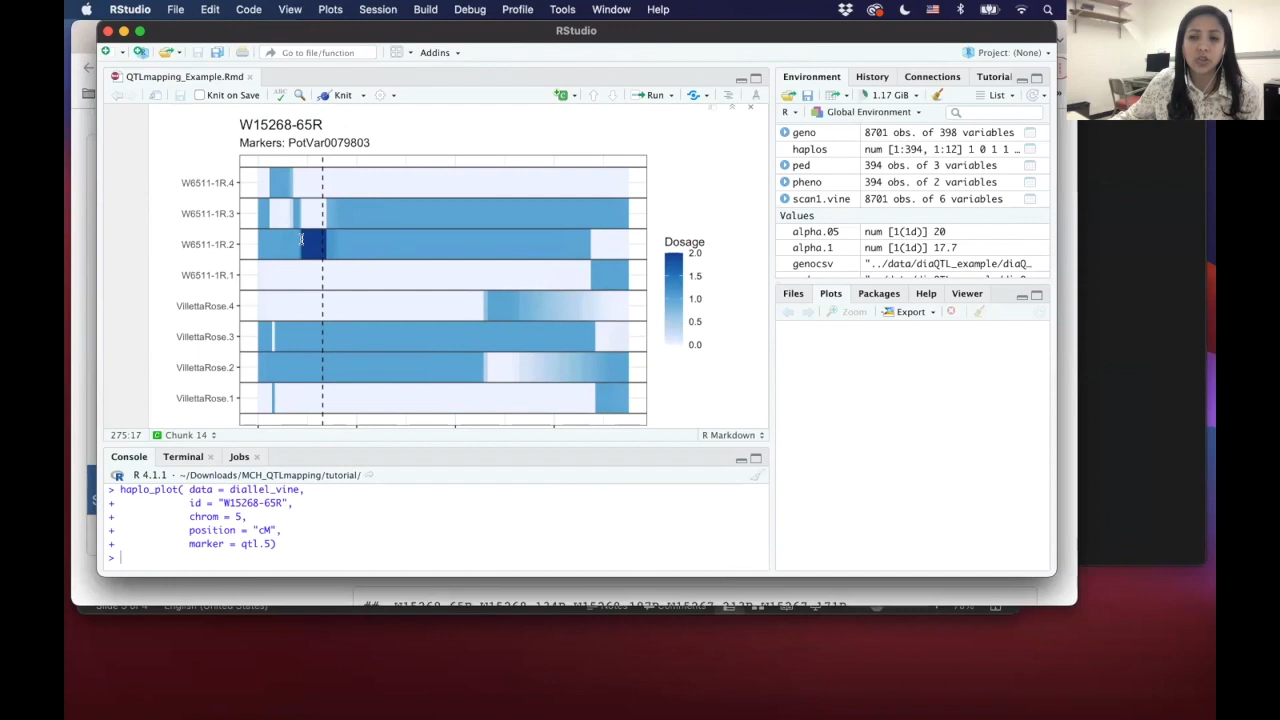 RStudio File Edit Code View Plots Session Build Debug Profile Tools Window Help
RStudio
Go to file/function Addins Project: (None)
QTLmapping_Example.Rmd
Knit on Save Knit Run
W15268-65R
Markers: PotVar0079803
W6511-1R.4
W6511-1R.3
W6511-1R.2
W6511-1R.1
VillettaRose.4
VillettaRose.3
VillettaRose.2
VillettaRose.1
Dosage
2.0
1.5
1.0
0.5
0.0
275:17 Chunk 14 R Markdown
Console Terminal Jobs
R 4.1.1 · ~/Downloads/MCH_QTLmapping/tutorial/
> haplo_plot( data = diallel_vine,
+ id = "W15268-65R",
+ chrom = 5,
+ position = "cM",
+ marker = qtl.5)
>
Environment History Connections Tutorial
1.17 GiB List
R Global Environment
geno 8701 obs. of 398 variables
haplos num [1:394, 1:12] 1 0 1 1 …
ped 394 obs. of 3 variables
pheno 394 obs. of 2 variables
scan1.vine 8701 obs. of 6 variables
Values
alpha.05 num [1(1d)] 20
alpha.1 num [1(1d)] 17.7
genocsv "../data/diaQTL_example/diaQ…
Files Plots Packages Help Viewer
Zoom Export